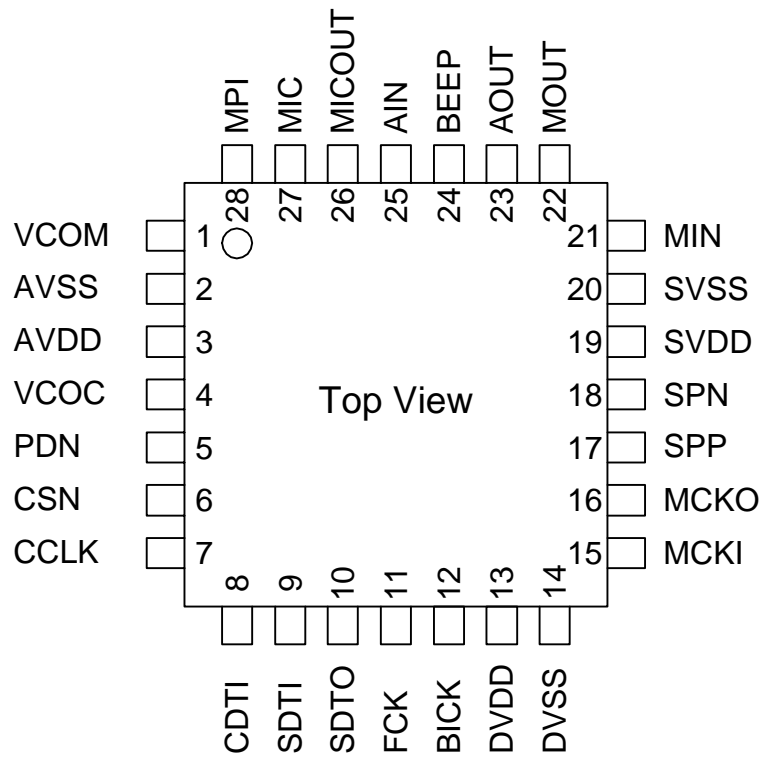 MPI MIC MICOUT AIN BEEP AOUT MOUT
28 27 26 25 24 23 22
VCOM 1 21 MIN
AVSS 2 20 SVSS
AVDD 3 19 SVDD
VCOC 4 Top View 18 SPN
PDN 5 17 SPP
CSN 6 16 MCKO
CCLK 7 15 MCKI
8 9 10 11 12 13 14
CDTI SDTI SDTO FCK BICK DVDD DVSS